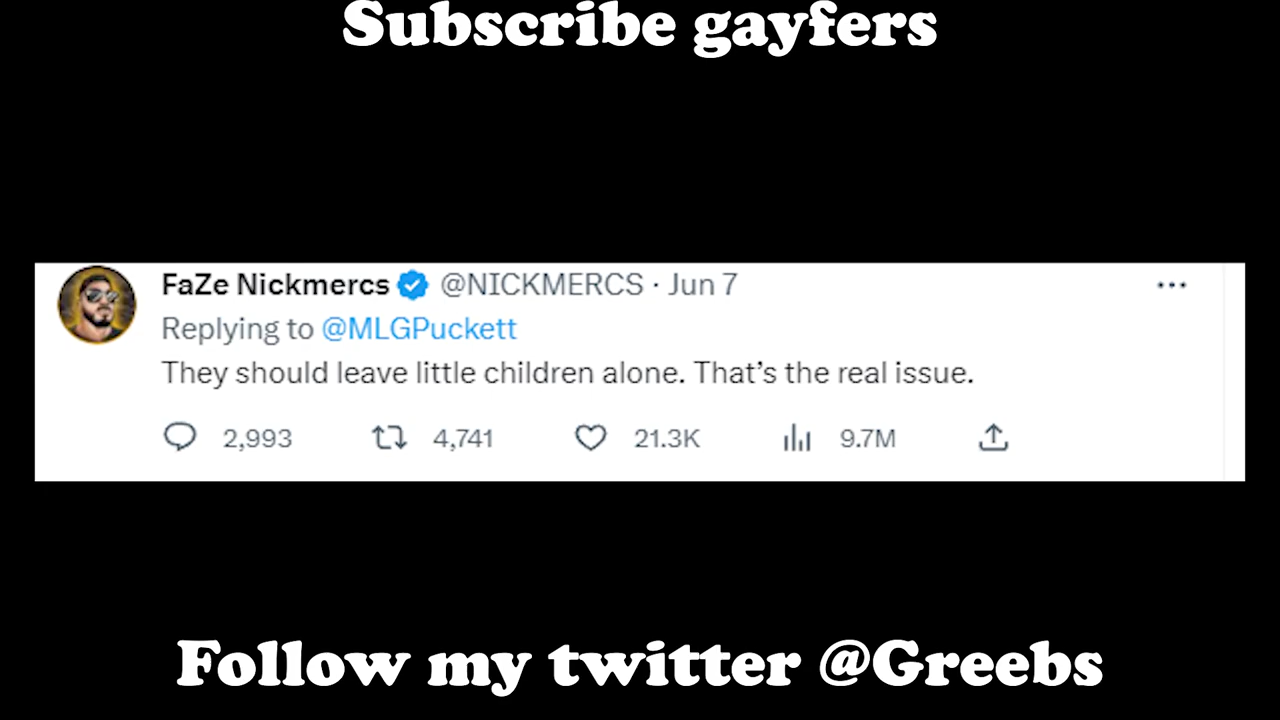 Subscribe gayfers
FaZe Nickmercs @NICKMERCS · Jun 7
Replying to @MLGPuckett
They should leave little children alone. That’s the real issue.
2,993 4,741 21.3K 9.7M
Follow my twitter @Greebs